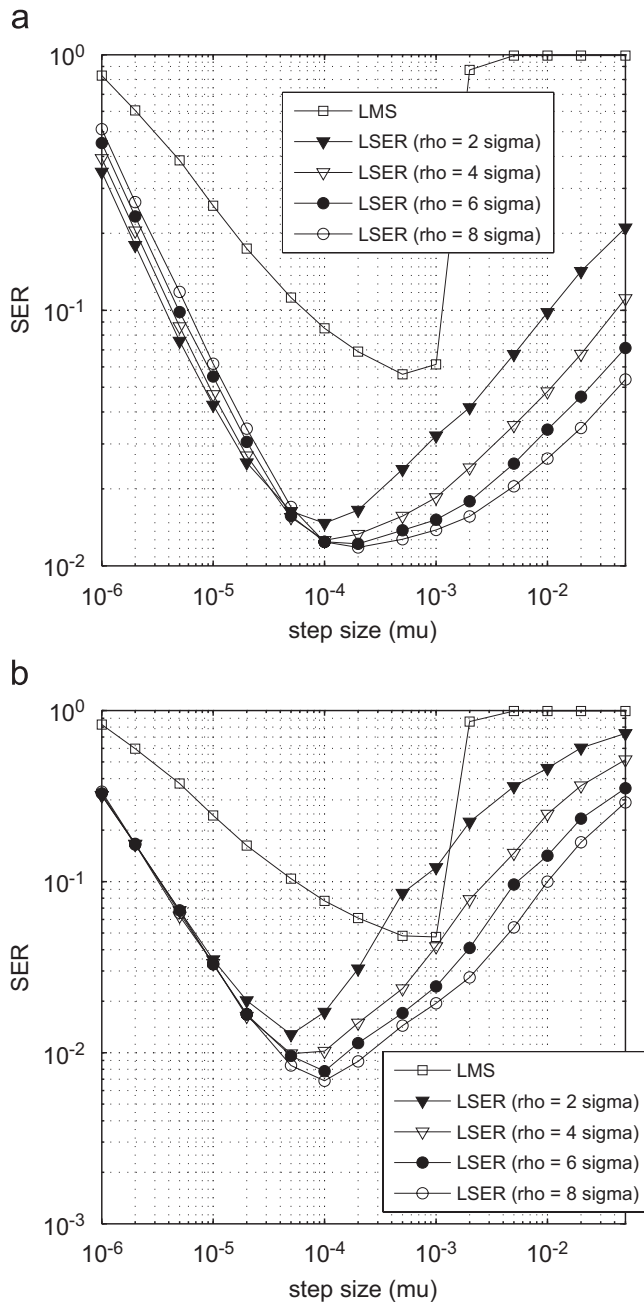 a
10^0
10^-1
10^-2
SER
LMS
LSER (rho = 2 sigma)
LSER (rho = 4 sigma)
LSER (rho = 6 sigma)
LSER (rho = 8 sigma)
10^-6 10^-5 10^-4 10^-3 10^-2
step size (mu)
b
10^0
10^-1
10^-2
10^-3
SER
LMS
LSER (rho = 2 sigma)
LSER (rho = 4 sigma)
LSER (rho = 6 sigma)
LSER (rho = 8 sigma)
10^-6 10^-5 10^-4 10^-3 10^-2
step size (mu)